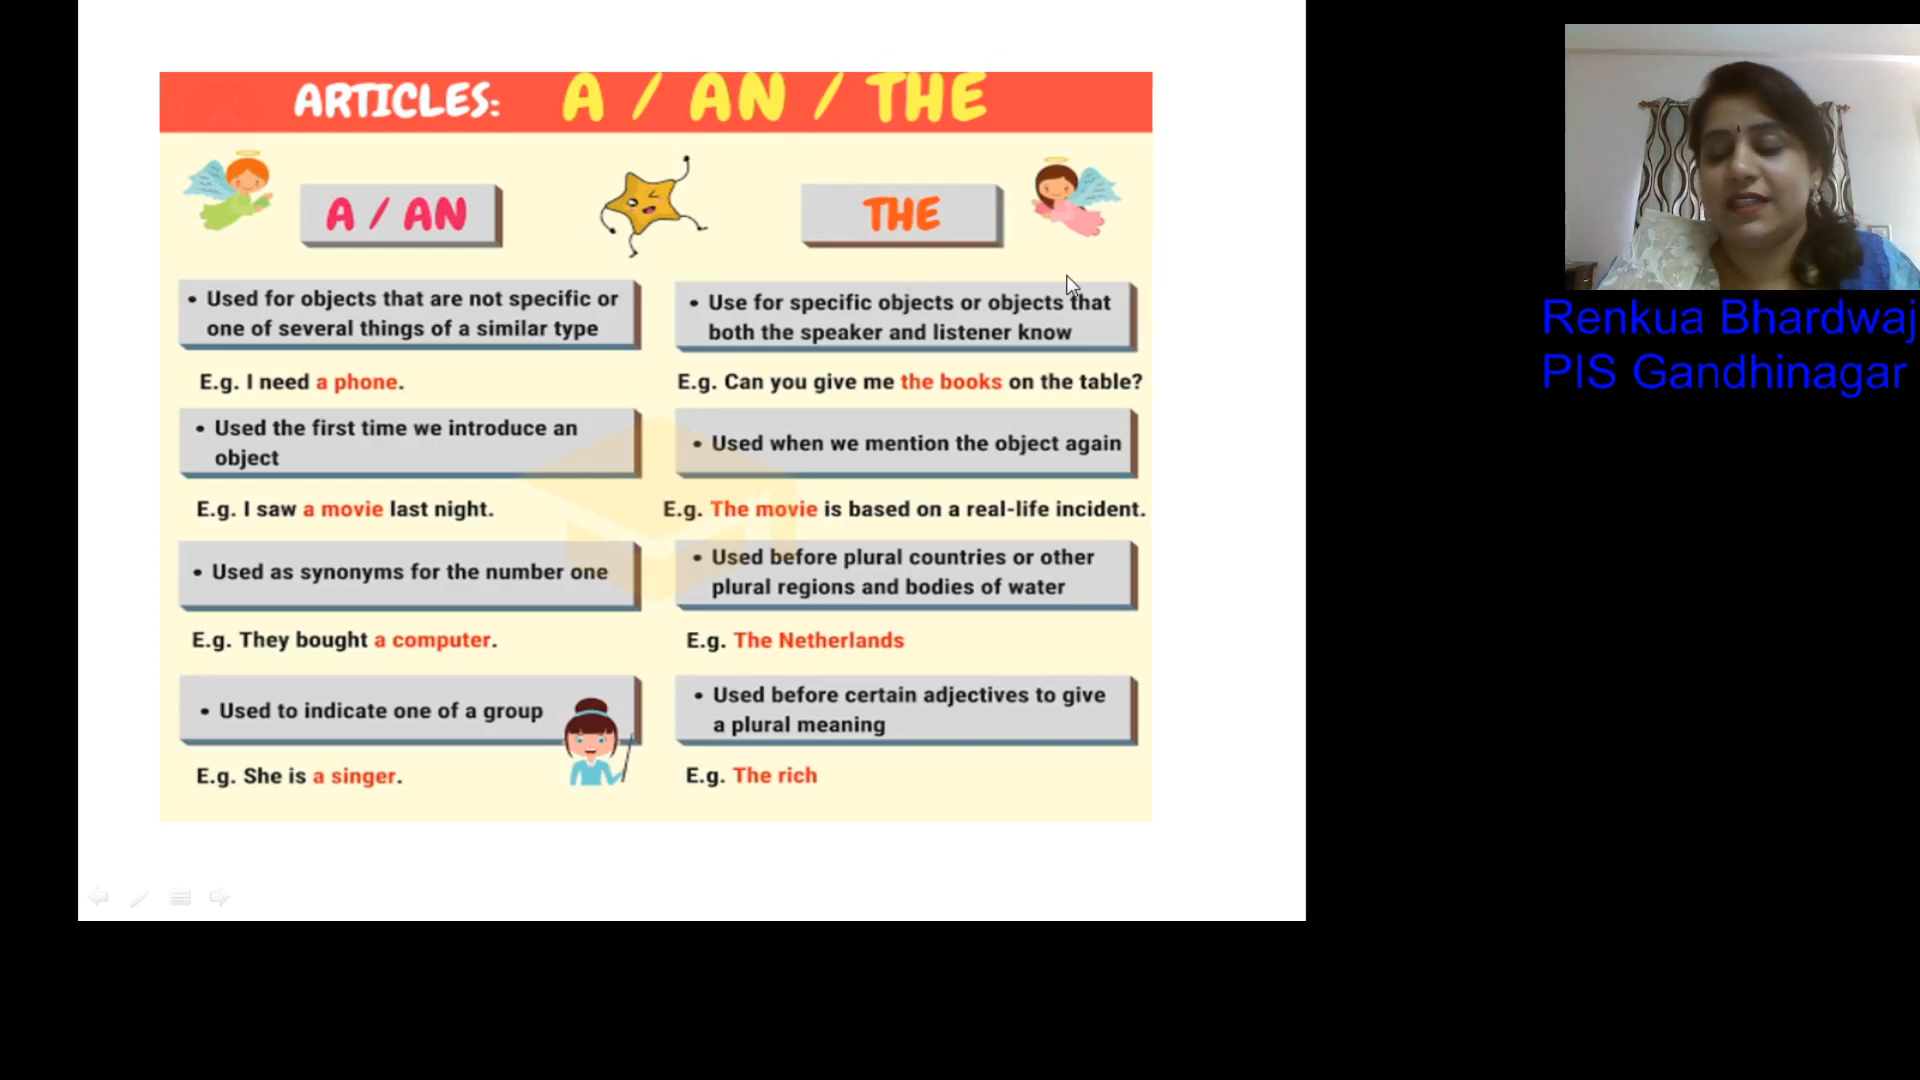 ARTICLES: A / AN / THE
A / AN
• Used for objects that are not specific or
one of several things of a similar type
E.g. I need a phone.
• Used the first time we introduce an
object
E.g. I saw a movie last night.
• Used as synonyms for the number one
E.g. They bought a computer.
• Used to indicate one of a group
E.g. She is a singer.
THE
• Use for specific objects or objects that
both the speaker and listener know
E.g. Can you give me the books on the table?
• Used when we mention the object again
E.g. The movie is based on a real-life incident.
• Used before plural countries or other
plural regions and bodies of water
E.g. The Netherlands
• Used before certain adjectives to give
a plural meaning
E.g. The rich
Renkua Bhardwaj
PIS Gandhinagar